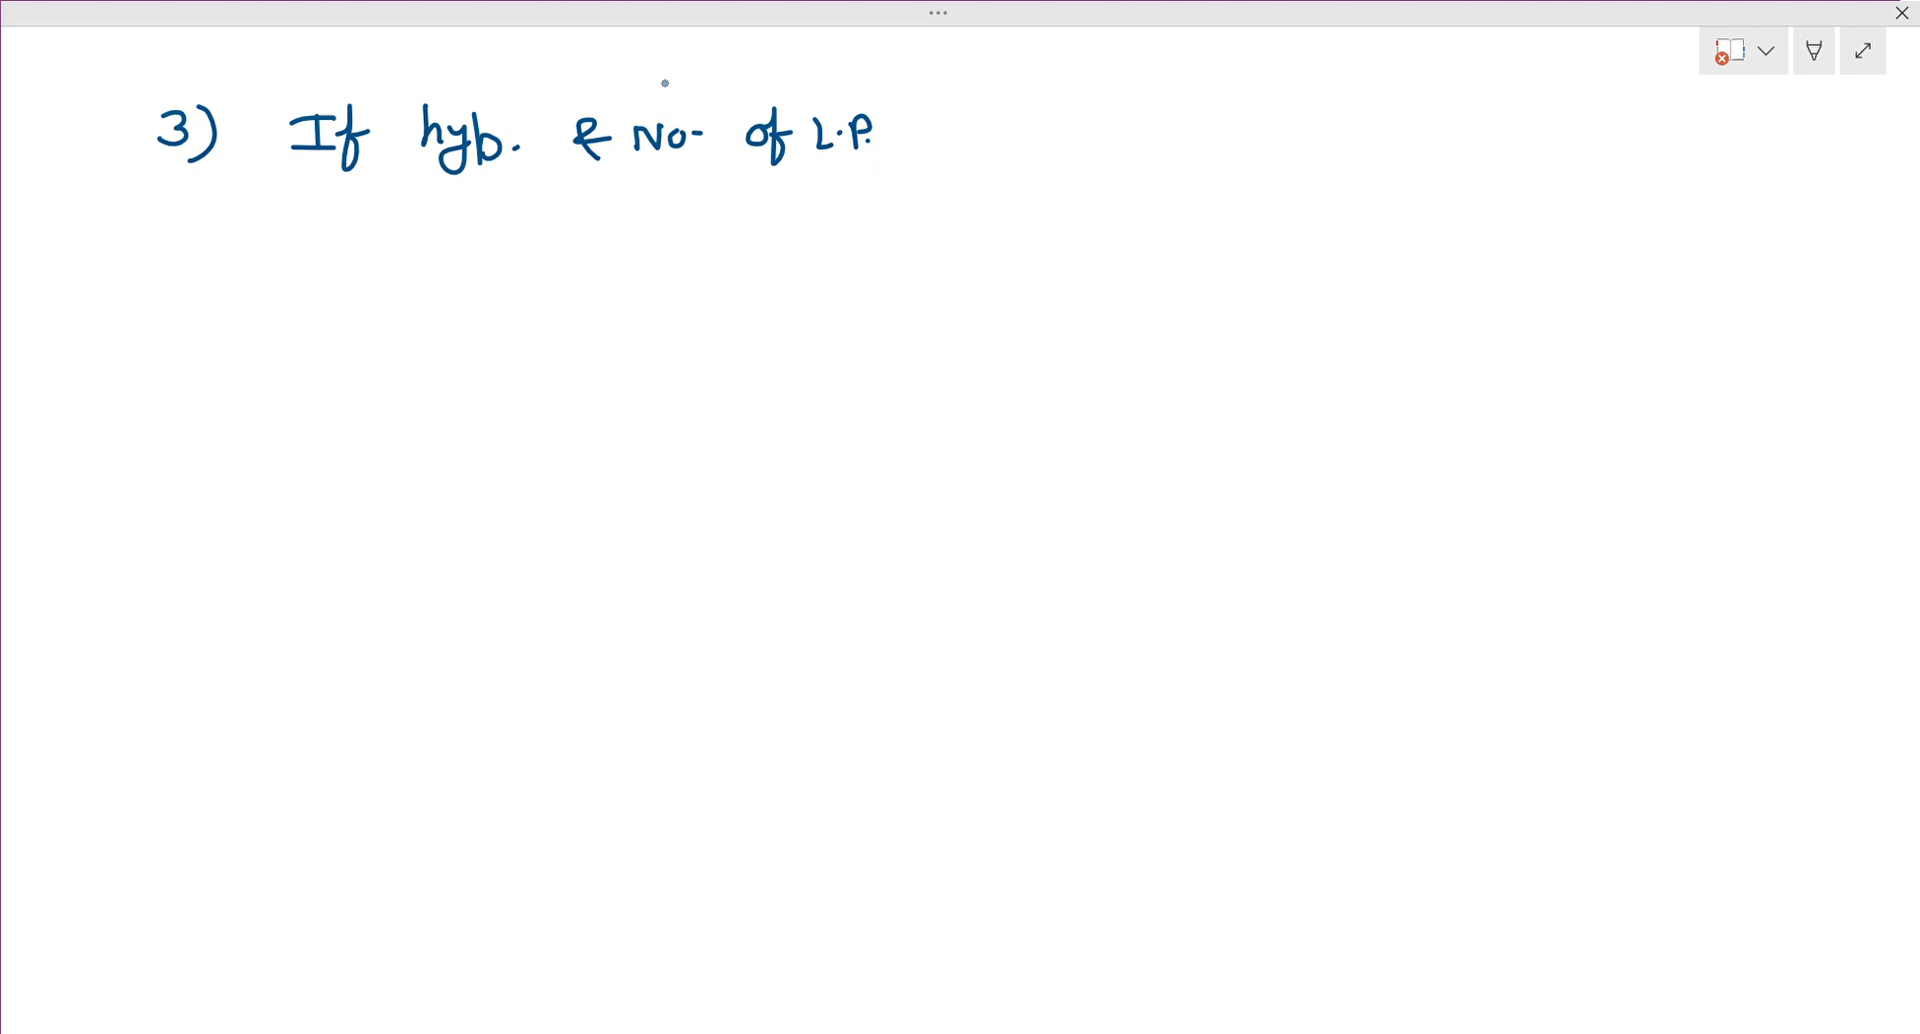 3) If hyb. & No. of L.P.